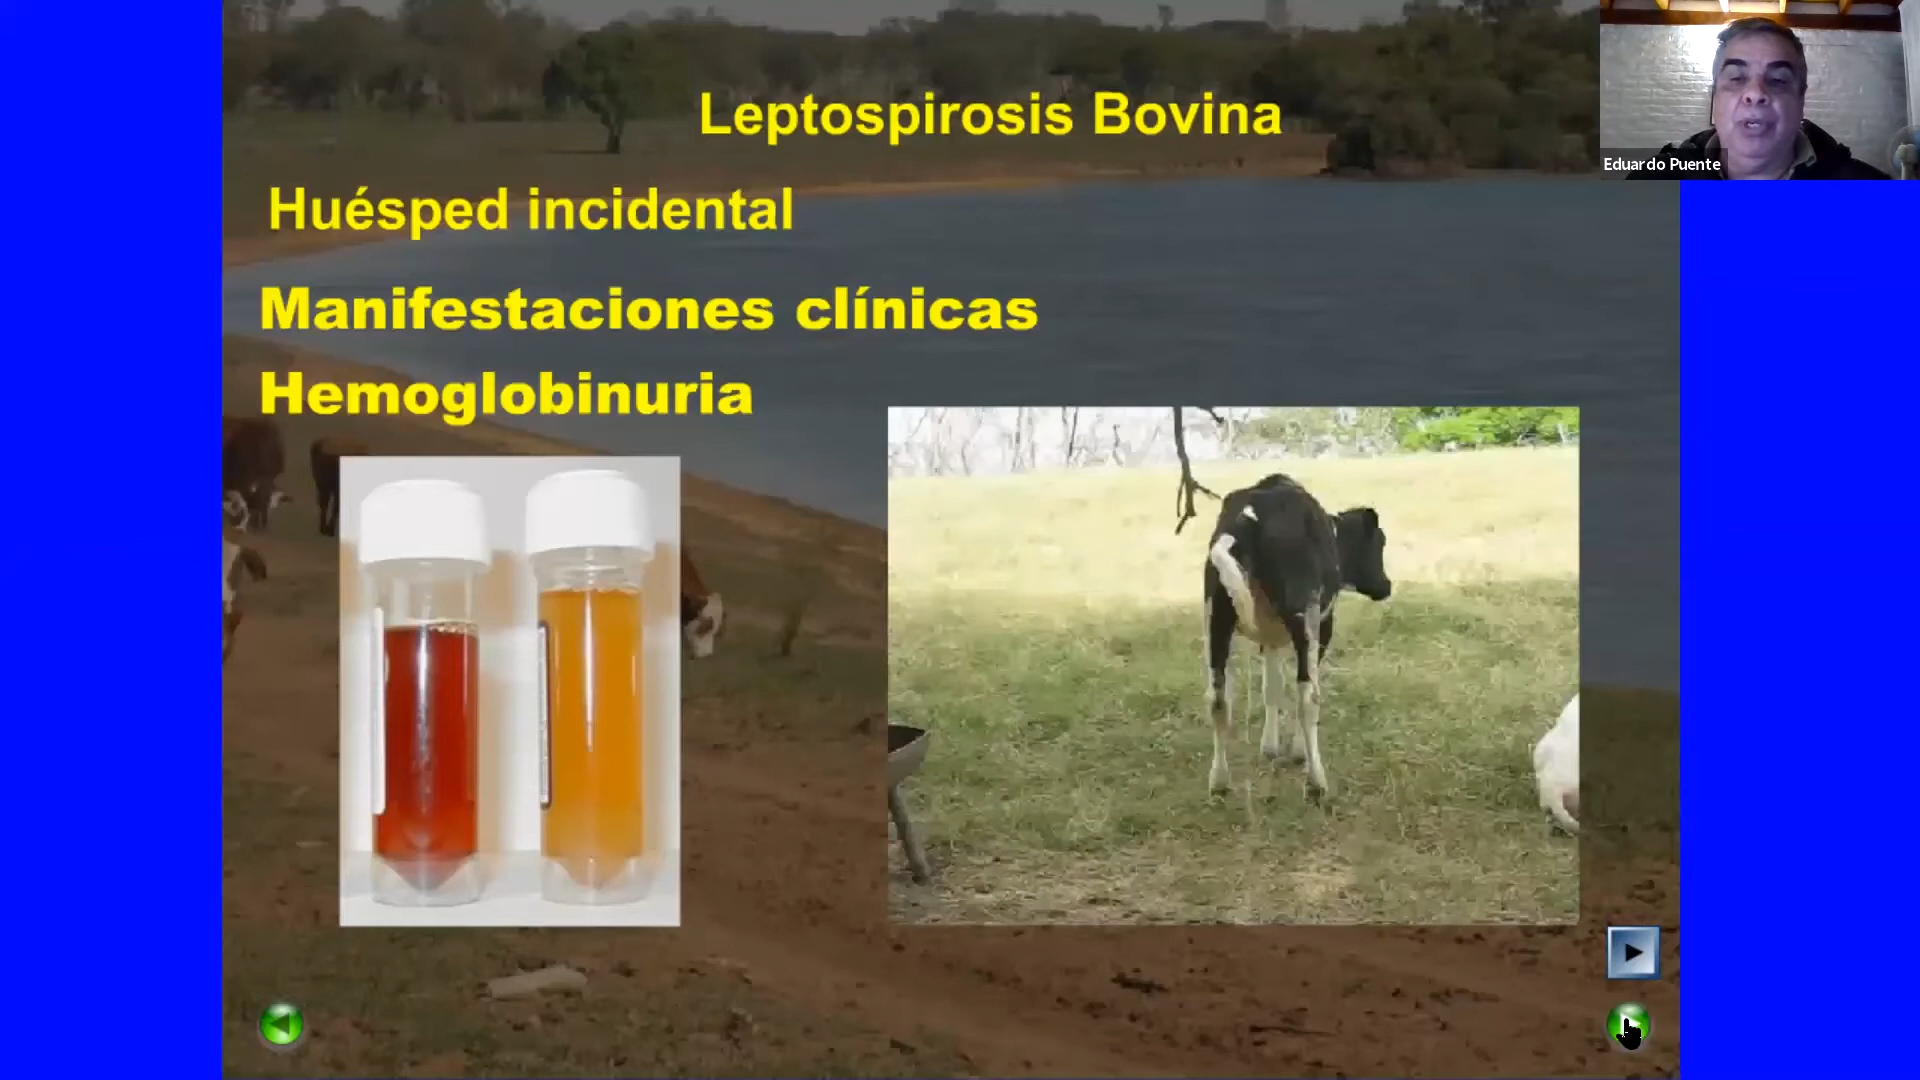 Leptospirosis Bovina
Eduardo Puente
Huésped incidental
Manifestaciones clínicas
Hemoglobinuria